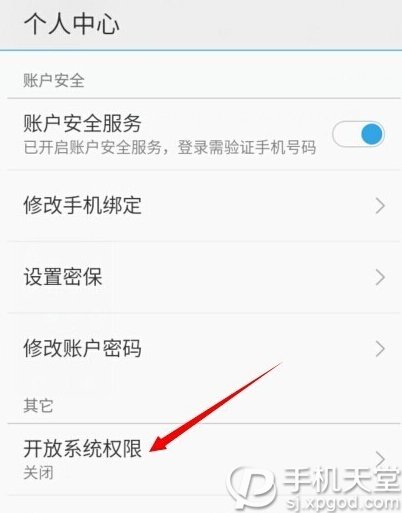 个人中心
账户安全
账户安全服务
已开启账户安全服务，登录需验证手机号码
修改手机绑定
设置密保
修改账户密码
其它
开放系统权限
关闭
手机天堂
sj.xpgod.com